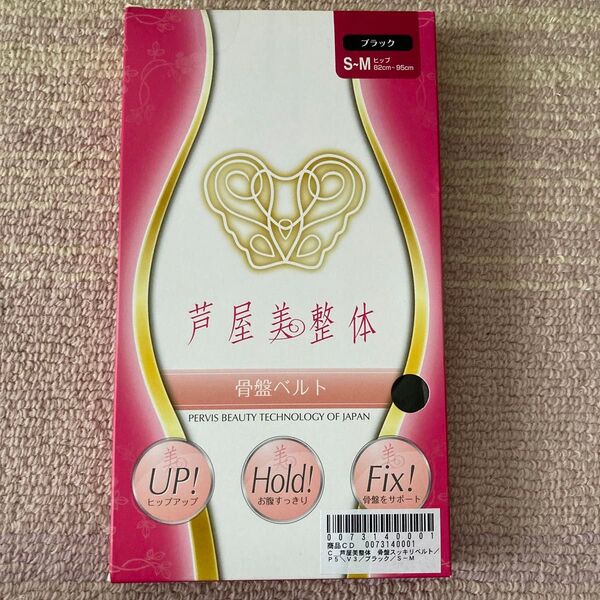 ブラック
S~M ヒップ 82cm~95cm
芦屋美整体
骨盤ベルト
PERVIS BEAUTY TECHNOLOGY OF JAPAN
美 UP! ヒップアップ
美 Hold! お腹すっきり
美 Fix! 骨盤をサポート
0073140001
商品CD 0073140001
C 芦屋美整体 骨盤スッキリベルト/
P5\V3/ブラック/S-M